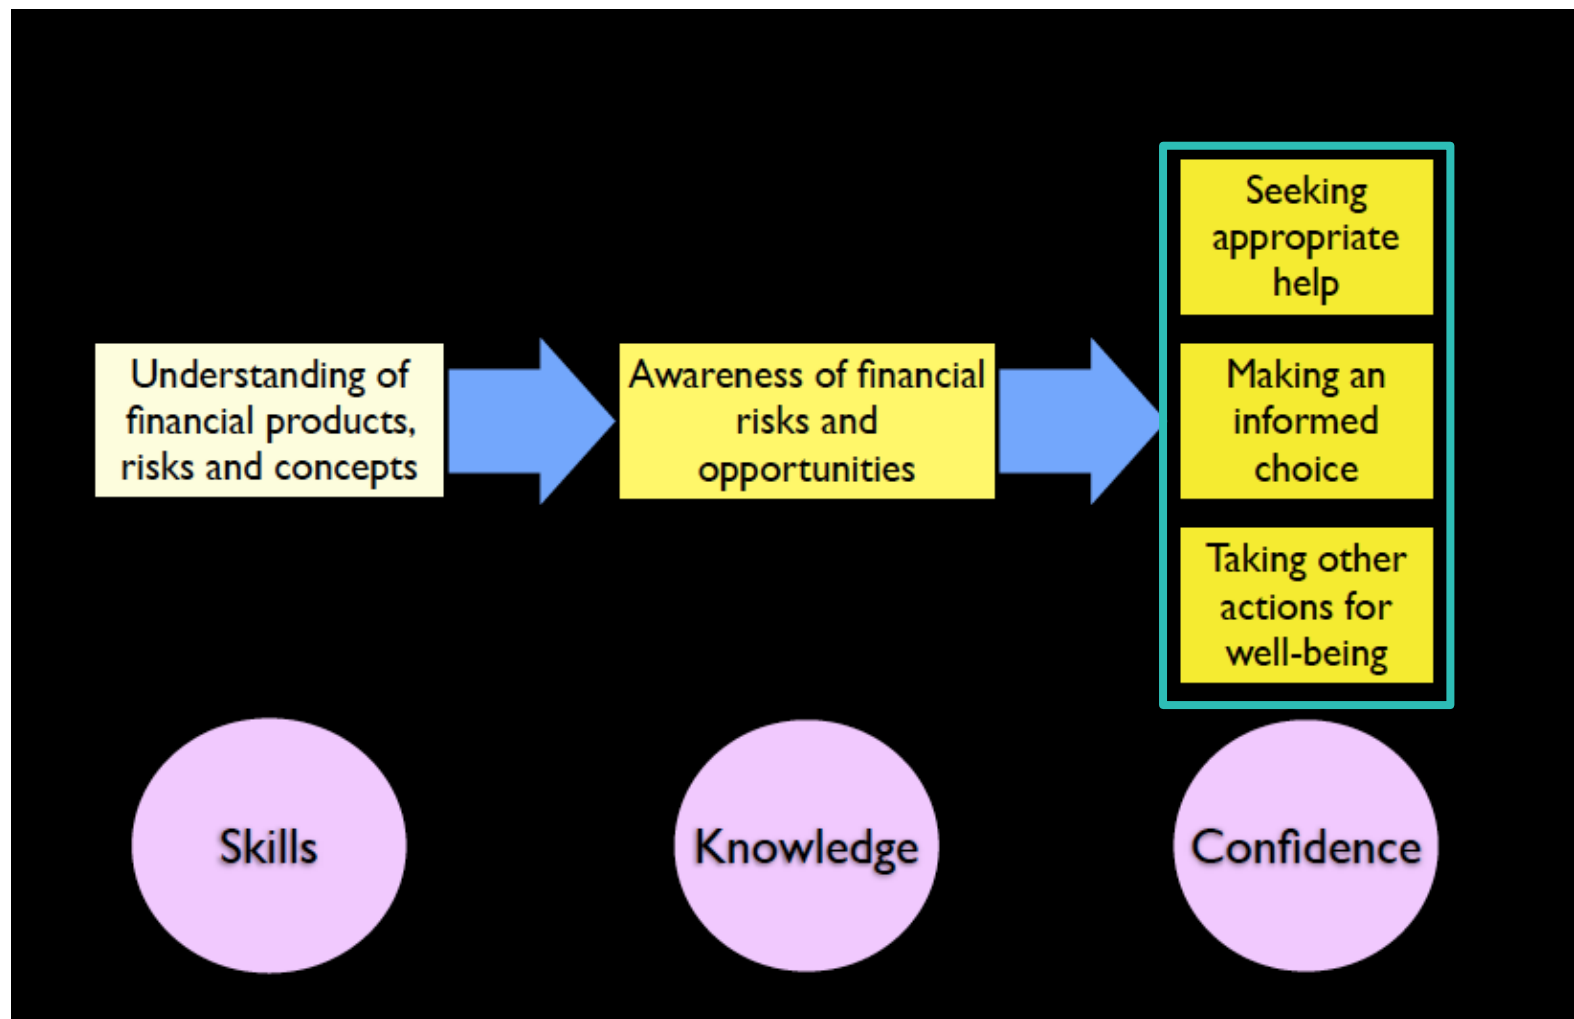 Understanding of
financial products,
risks and concepts
Awareness of financial
risks and
opportunities
Seeking
appropriate
help
Making an
informed
choice
Taking other
actions for
well-being
Skills
Knowledge
Confidence